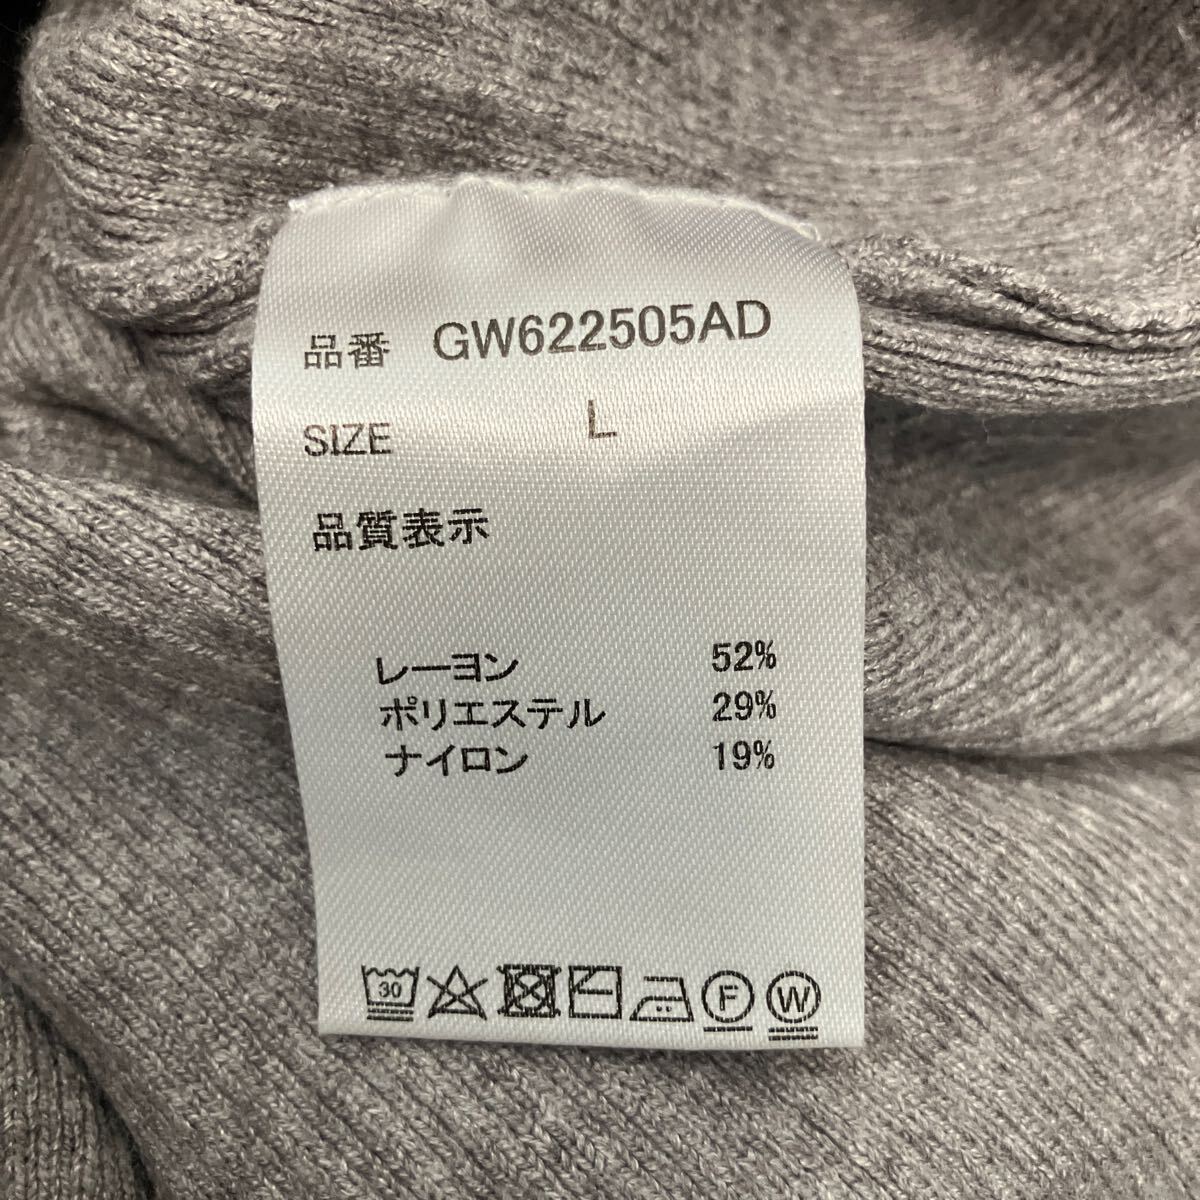 品番 GW622505AD
SIZE L
品質表示
レーヨン 52%
ポリエステル 29%
ナイロン 19%
30 F W